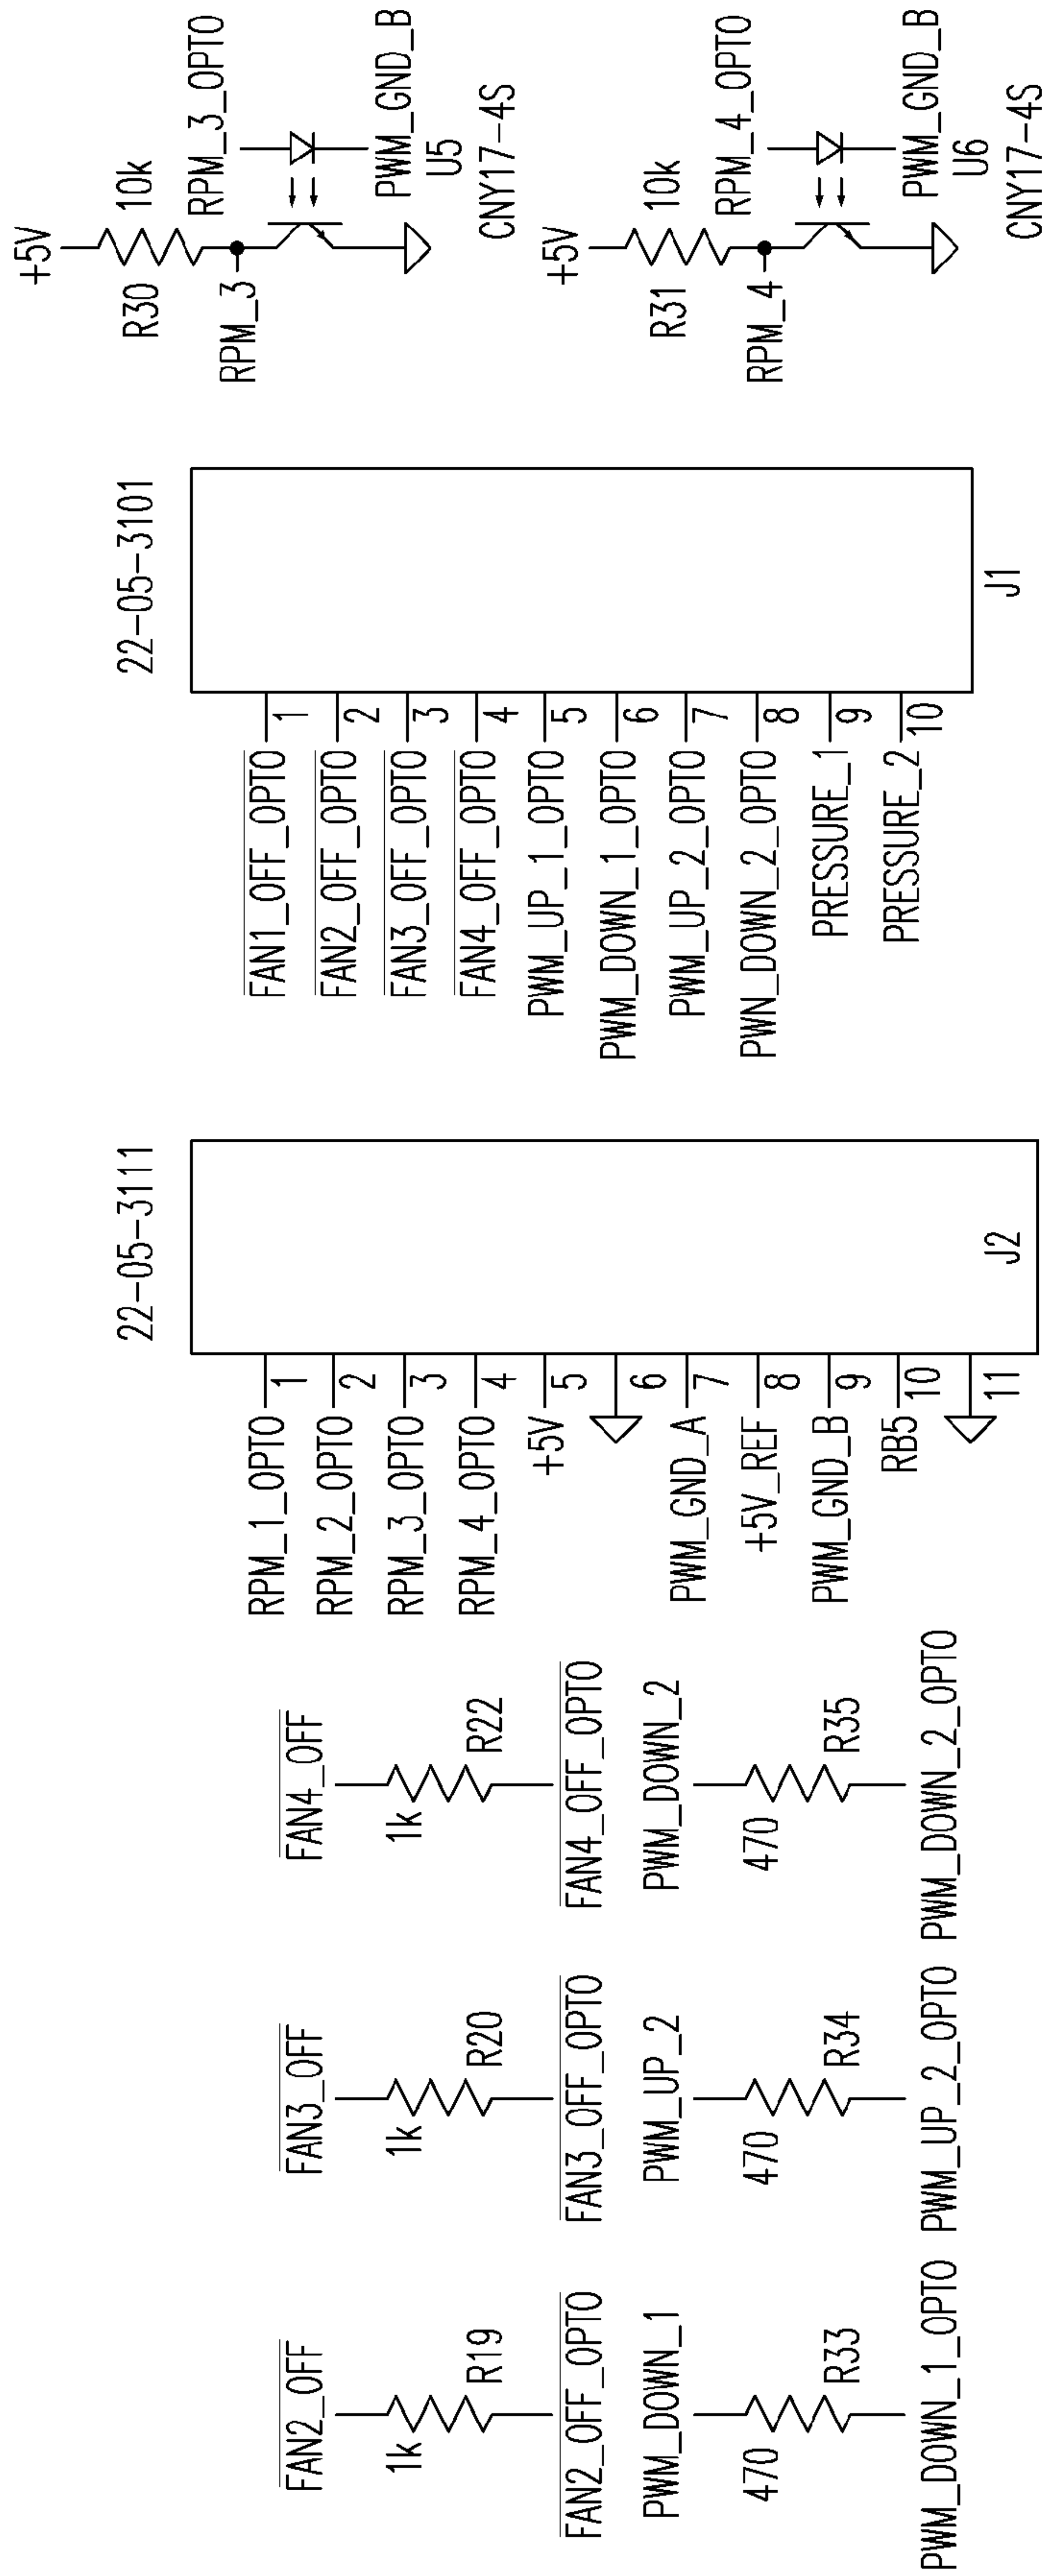 FAN2_OFF
1k
R19
FAN2_OFF_OPTO
FAN3_OFF
1k
R20
FAN3_OFF_OPTO
FAN4_OFF
1k
R22
FAN4_OFF_OPTO
PWM_DOWN_1
470
R33
PWM_DOWN_1_OPTO
PWM_UP_2
470
R34
PWM_UP_2_OPTO
PWM_DOWN_2
470
R35
PWM_DOWN_2_OPTO
22-05-3111
RPM_1_OPTO 1
RPM_2_OPTO 2
RPM_3_OPTO 3
RPM_4_OPTO 4
+5V 5
6
PWM_GND_A 7
+5V_REF 8
PWM_GND_B 9
RB5 10
11
J2
22-05-3101
FAN1_OFF_OPTO 1
FAN2_OFF_OPTO 2
FAN3_OFF_OPTO 3
FAN4_OFF_OPTO 4
PWM_UP_1_OPTO 5
PWM_DOWN_1_OPTO 6
PWM_UP_2_OPTO 7
PWN_DOWN_2_OPTO 8
PRESSURE_1 9
PRESSURE_2 10
J1
+5V
R30
10k
RPM_3
RPM_3_OPTO
PWM_GND_B
U5
CNY17-4S
+5V
R31
10k
RPM_4
RPM_4_OPTO
PWM_GND_B
U6
CNY17-4S